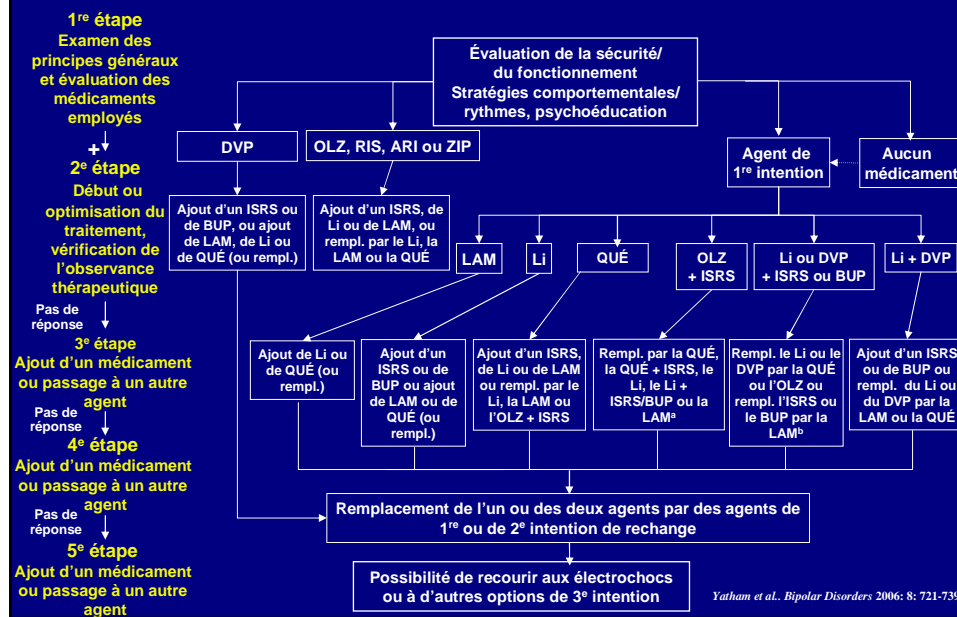 1re étape
Examen des
principes généraux
et évaluation des
médicaments
employés
+
2e étape
Début ou
optimisation du
traitement,
vérification de
l'observance
thérapeutique
Pas de
réponse
3e étape
Ajout d'un médicament
ou passage à un autre
agent
Pas de
réponse
4e étape
Ajout d'un médicament
ou passage à un autre
agent
Pas de
réponse
5e étape
Ajout d'un médicament
ou passage à un autre
agent
Évaluation de la sécurité/
du fonctionnement
Stratégies comportementales/
rythmes, psychoéducation
DVP
OLZ, RIS, ARI ou ZIP
Agent de
1re intention
Aucun
médicament
Ajout d'un ISRS ou
de BUP, ou ajout
de LAM, de Li ou
de QUÉ (ou rempl.)
Ajout d'un ISRS, de
Li ou de LAM, ou
rempl. par le Li, la
LAM ou la QUÉ
LAM
Li
QUÉ
OLZ
+ ISRS
Li ou DVP
+ ISRS ou BUP
Li + DVP
Ajout de Li ou
de QUÉ (ou
rempl.)
Ajout d'un
ISRS ou de
BUP ou ajout
de LAM ou de
QUÉ (ou
rempl.)
Ajout d'un ISRS,
de Li ou de LAM
ou rempl. par le
Li, la LAM ou
l'OLZ + ISRS
Rempl. par la QUÉ,
la QUÉ + ISRS, le
Li, le Li +
ISRS/BUP ou la
LAMa
Rempl. le Li ou le
DVP par la QUÉ
ou l'OLZ ou
rempl. l'ISRS ou
le BUP par la
LAMb
Ajout d'un ISRS
ou de BUP ou
rempl. du Li ou
du DVP par la
LAM ou la QUÉ
Remplacement de l'un ou des deux agents par des agents de
1re ou de 2e intention de rechange
Possibilité de recourir aux électrochocs
ou à d'autres options de 3e intention
Yatham et al.. Bipolar Disorders 2006: 8: 721-739